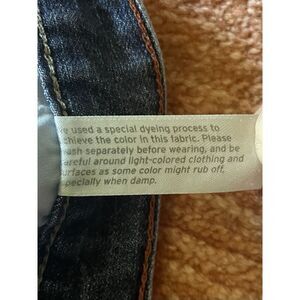 e used a special dyeing process to
chieve the color in this fabric. Please
ash separately before wearing, and be
areful around light-colored clothing and
urfaces as some color might rub off,
specially when damp.